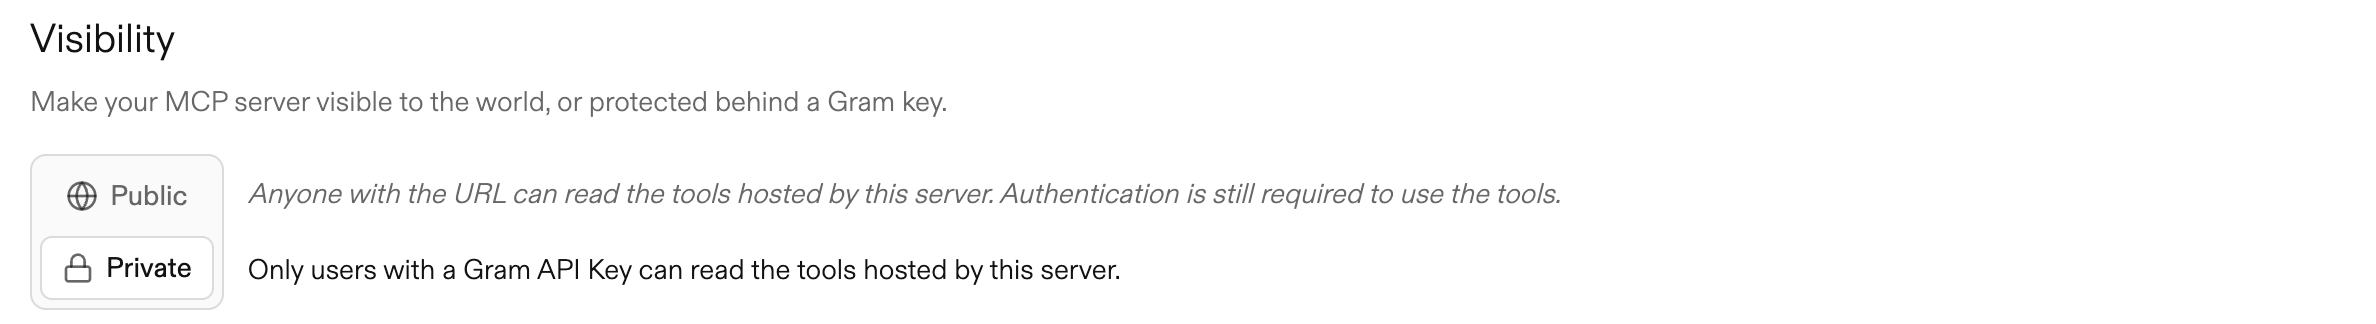 Visibility
Make your MCP server visible to the world, or protected behind a Gram key.
Public
Anyone with the URL can read the tools hosted by this server. Authentication is still required to use the tools.
Private
Only users with a Gram API Key can read the tools hosted by this server.